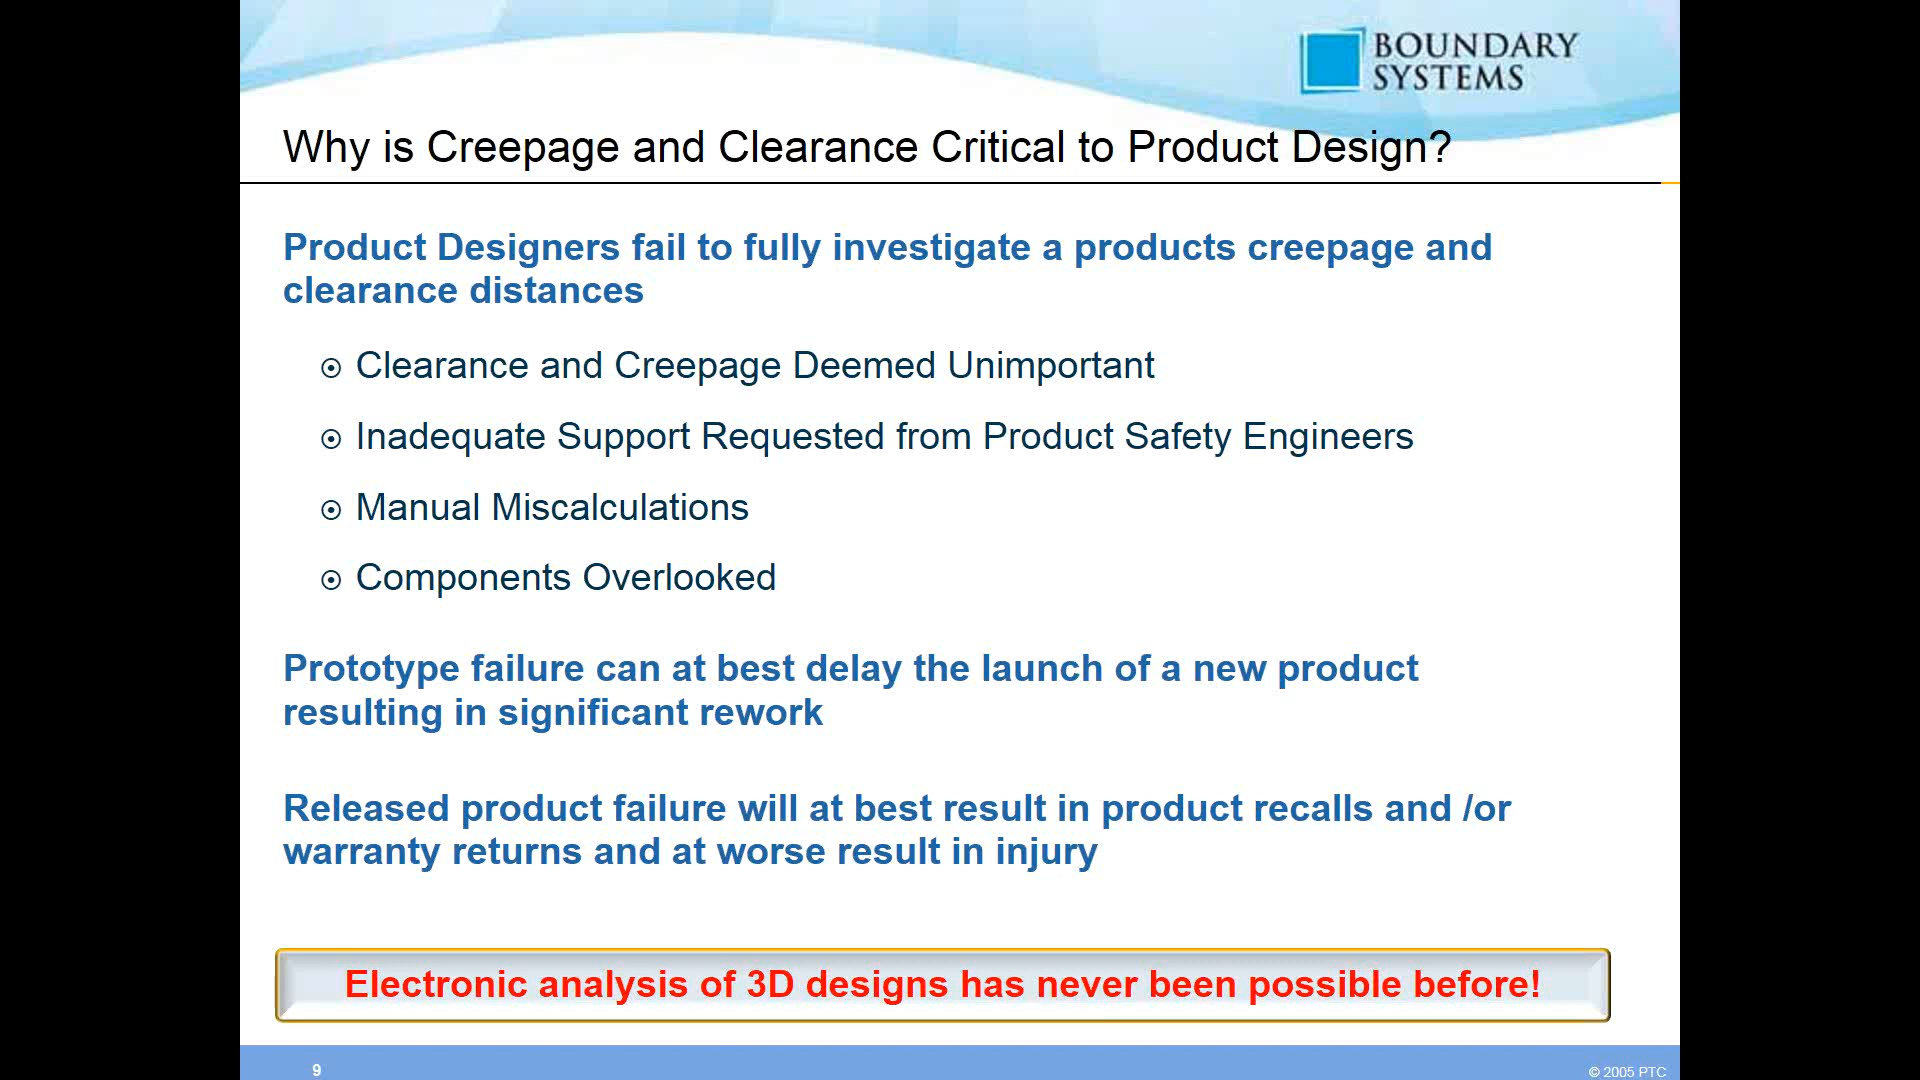 BOUNDARY
SYSTEMS
Why is Creepage and Clearance Critical to Product Design?
Product Designers fail to fully investigate a products creepage and
clearance distances
Clearance and Creepage Deemed Unimportant
Inadequate Support Requested from Product Safety Engineers
Manual Miscalculations
Components Overlooked
Prototype failure can at best delay the launch of a new product
resulting in significant rework
Released product failure will at best result in product recalls and /or
warranty returns and at worse result in injury
Electronic analysis of 3D designs has never been possible before!
9
© 2005 PTC